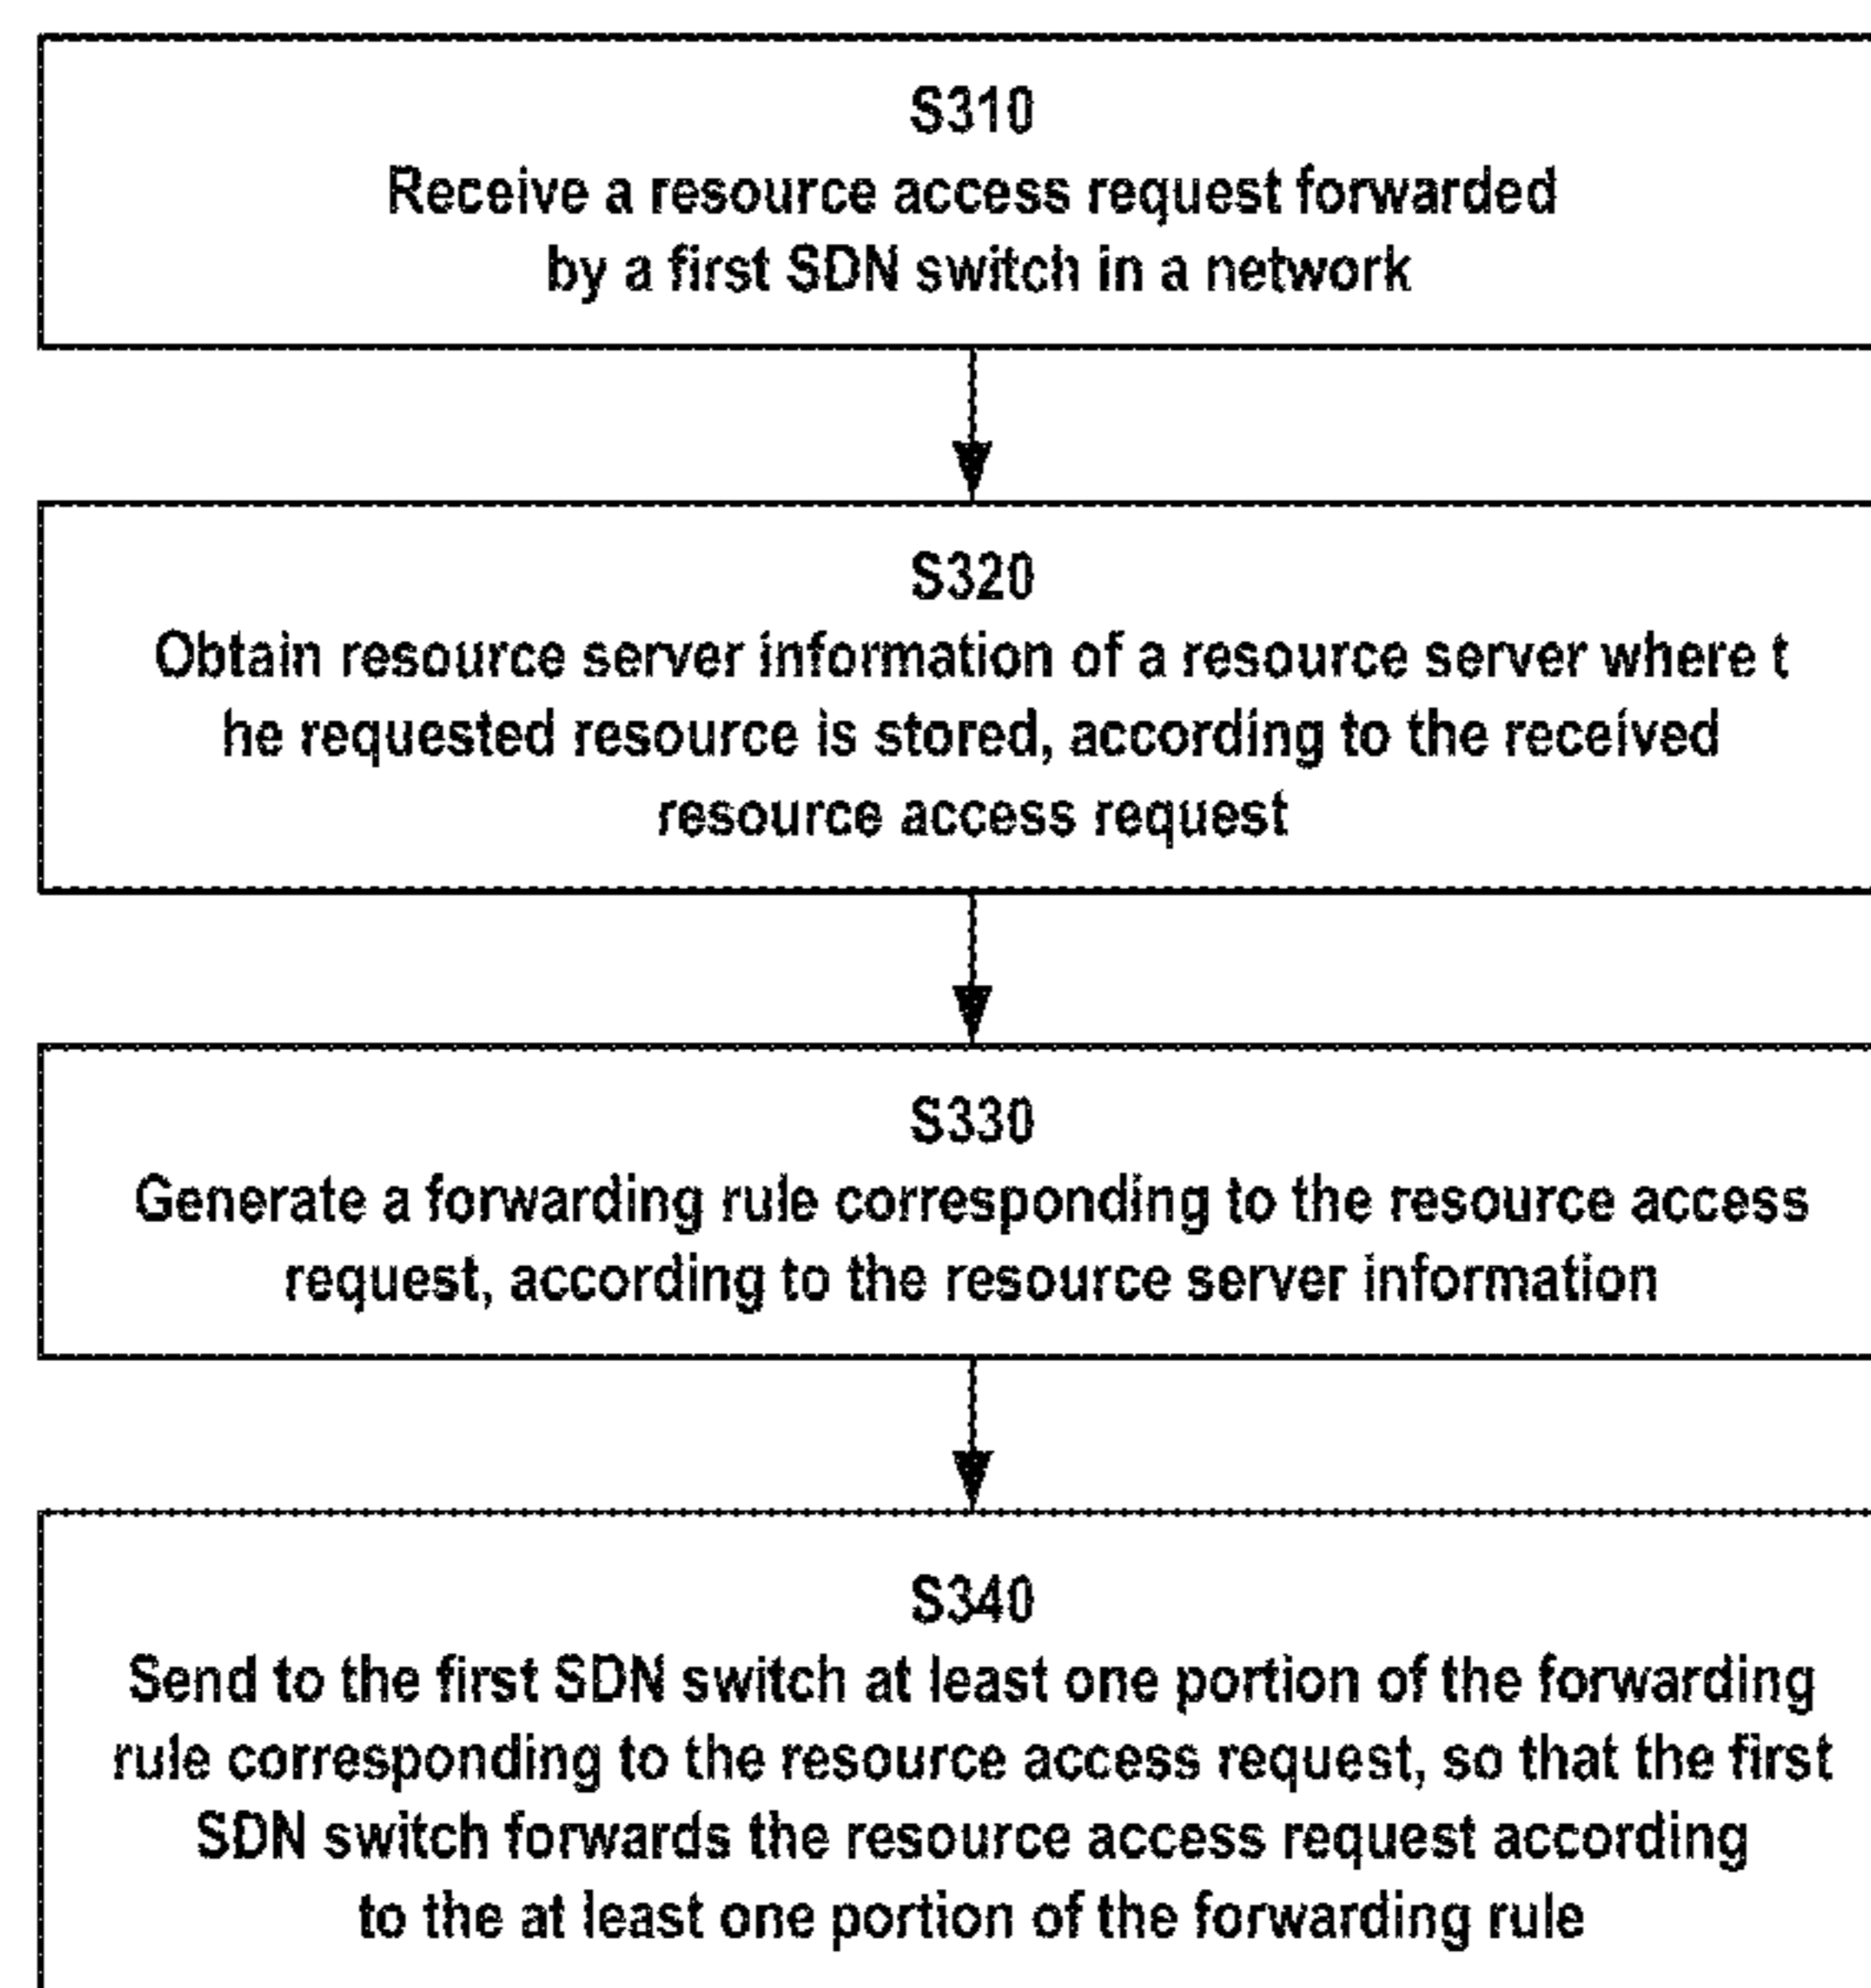 S310
Receive a resource access request forwarded
by a first SDN switch in a network
S320
Obtain resource server information of a resource server where t
he requested resource is stored, according to the received
resource access request
S330
Generate a forwarding rule corresponding to the resource access
request, according to the resource server information
S340
Send to the first SDN switch at least one portion of the forwarding
rule corresponding to the resource access request, so that the first
SDN switch forwards the resource access request according
to the at least one portion of the forwarding rule